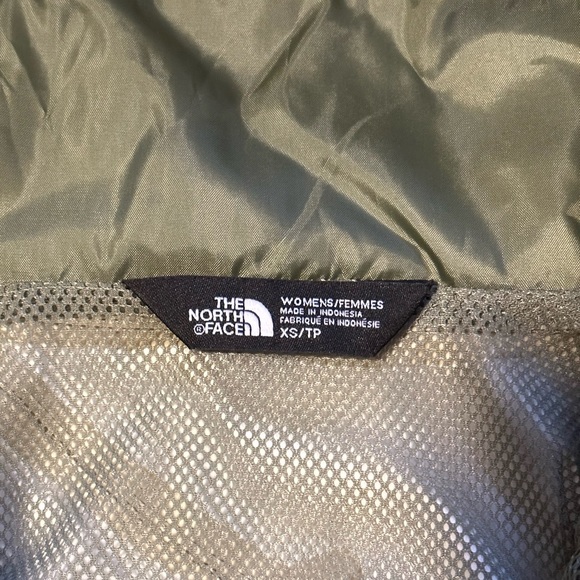 THE
NORTH
®FACE
WOMENS/FEMMES
MADE IN INDONESIA
FABRIQUÉ EN INDONÉSIE
XS/TP